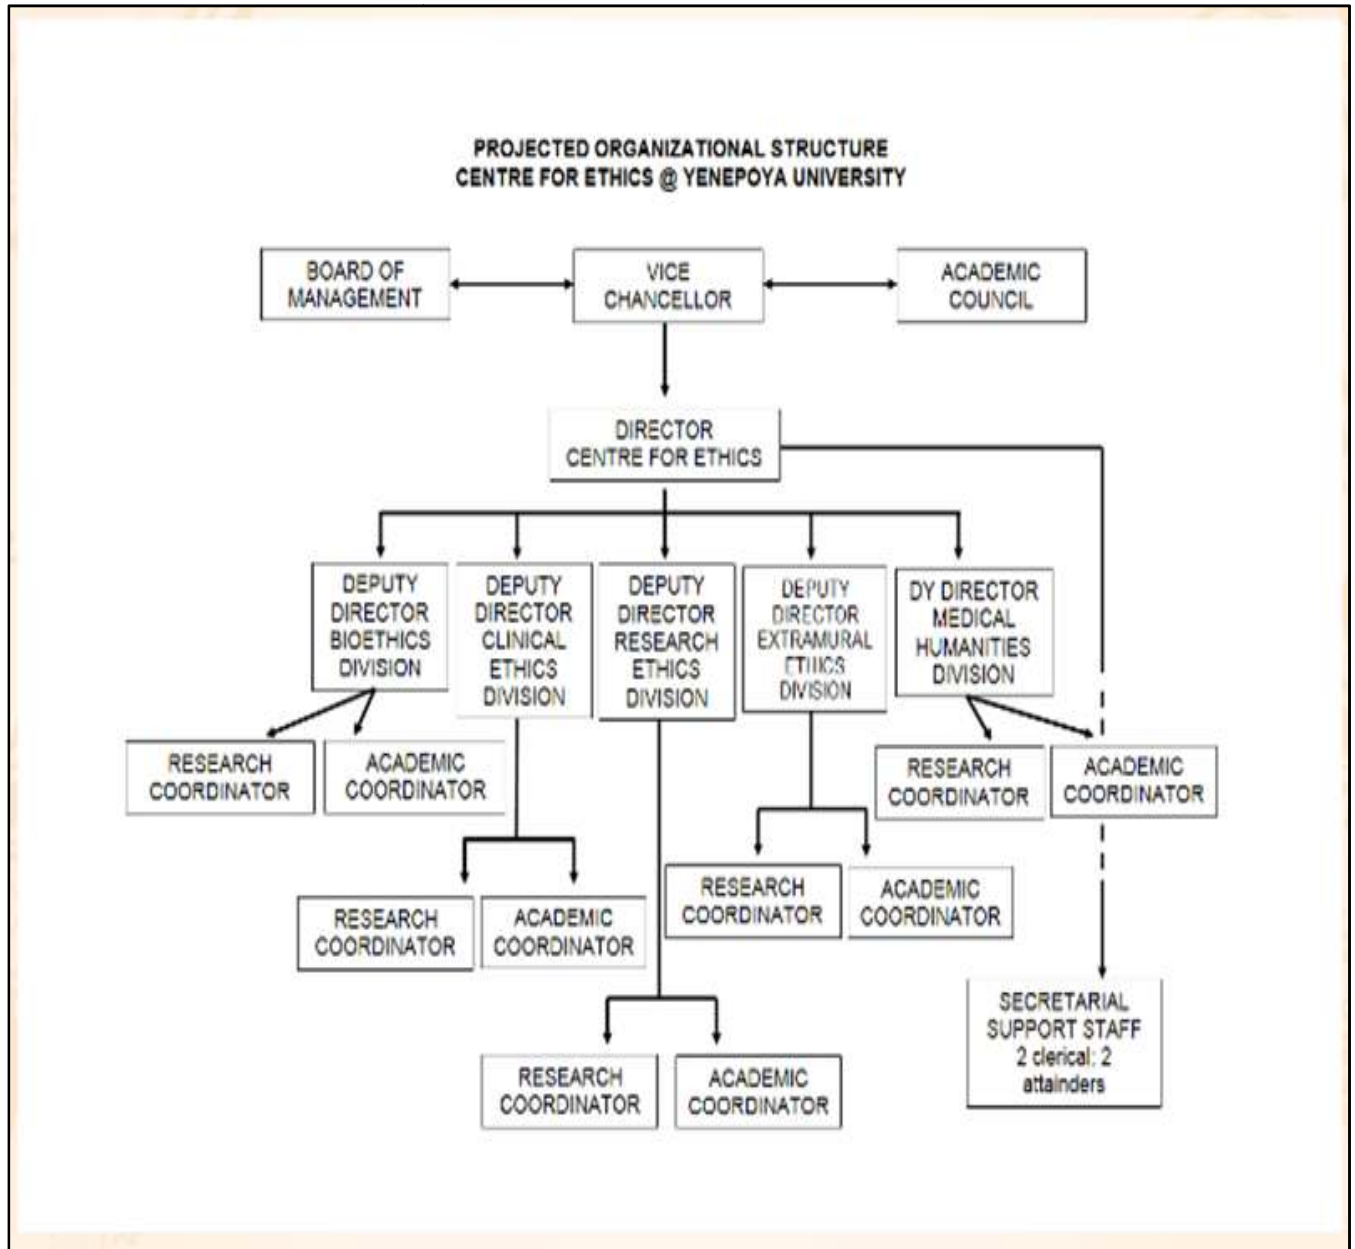 PROJECTED ORGANIZATIONAL STRUCTURE
CENTRE FOR ETHICS @ YENEPOYA UNIVERSITY
BOARD OF
MANAGEMENT
VICE
CHANCELLOR
ACADEMIC
COUNCIL
DIRECTOR
CENTRE FOR ETHICS
DEPUTY
DIRECTOR
BIOETHICS
DIVISION
DEPUTY
DIRECTOR
CLINICAL
ETHICS
DIVISION
DEPUTY
DIRECTOR
RESEARCH
ETHICS
DIVISION
DEPUTY
DIRECTOR
EXTRAMURAL
ETHICS
DIVISION
DY DIRECTOR
MEDICAL
HUMANITIES
DIVISION
RESEARCH
COORDINATOR
ACADEMIC
COORDINATOR
RESEARCH
COORDINATOR
ACADEMIC
COORDINATOR
RESEARCH
COORDINATOR
ACADEMIC
COORDINATOR
RESEARCH
COORDINATOR
ACADEMIC
COORDINATOR
RESEARCH
COORDINATOR
ACADEMIC
COORDINATOR
SECRETARIAL
SUPPORT STAFF
2 clerical: 2
attainders